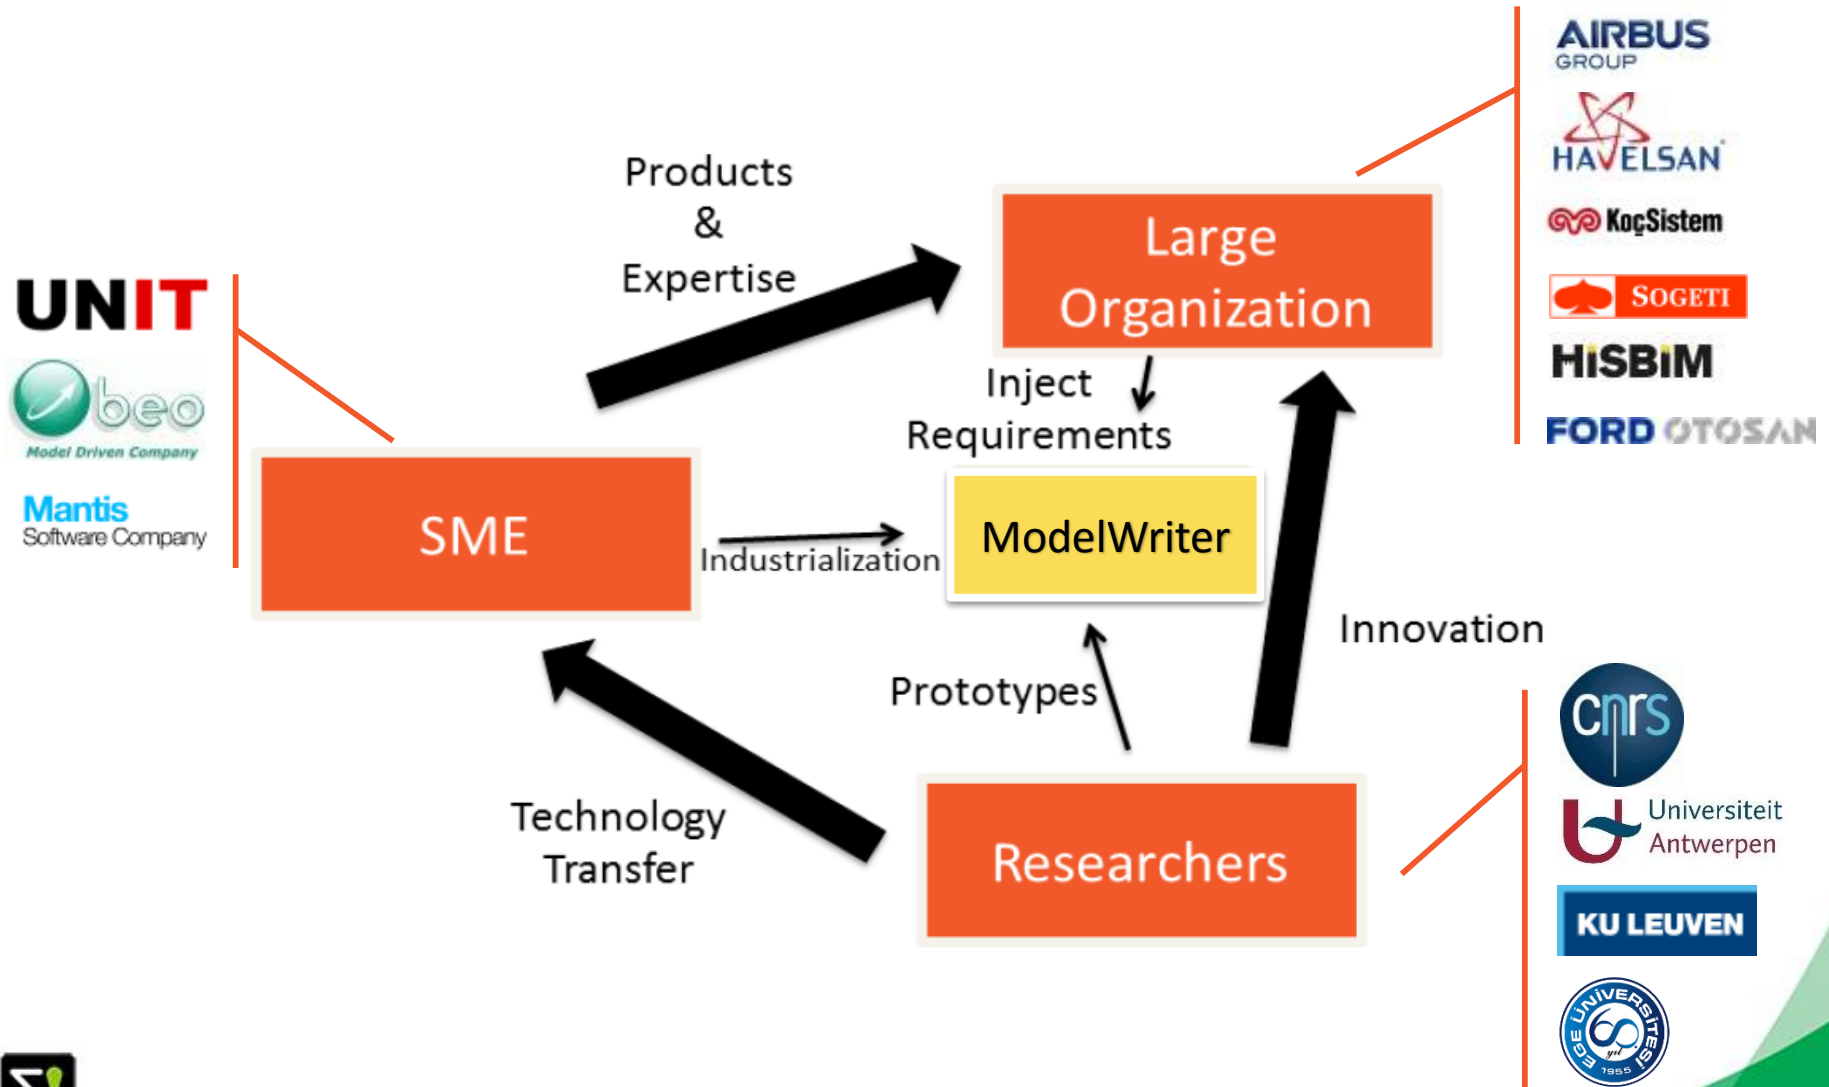 AIRBUS
GROUP
HAVELSAN
KoçSistem
SOGETI
HiSBiM
FORD OTOSAN
Products
&
Expertise
Large
Organization
UNIT
Obeo
Model Driven Company
Mantis
Software Company
Inject
Requirements
SME
Industrialization
ModelWriter
Innovation
Prototypes
Technology
Transfer
Researchers
cnrs
Universiteit
Antwerpen
KU LEUVEN
EGE ÜNİVERSİTESİ
60. yıl
1955